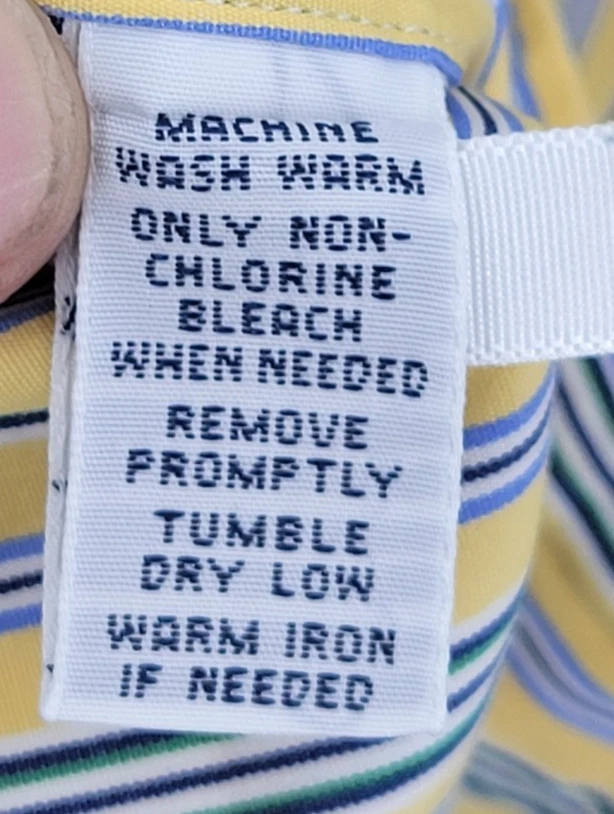 MACHINE
WASH WARM
ONLY NON-
CHLORINE
BLEACH
WHEN NEEDED
REMOVE
PROMPTLY
TUMBLE
DRY LOW
WARM IRON
IF NEEDED